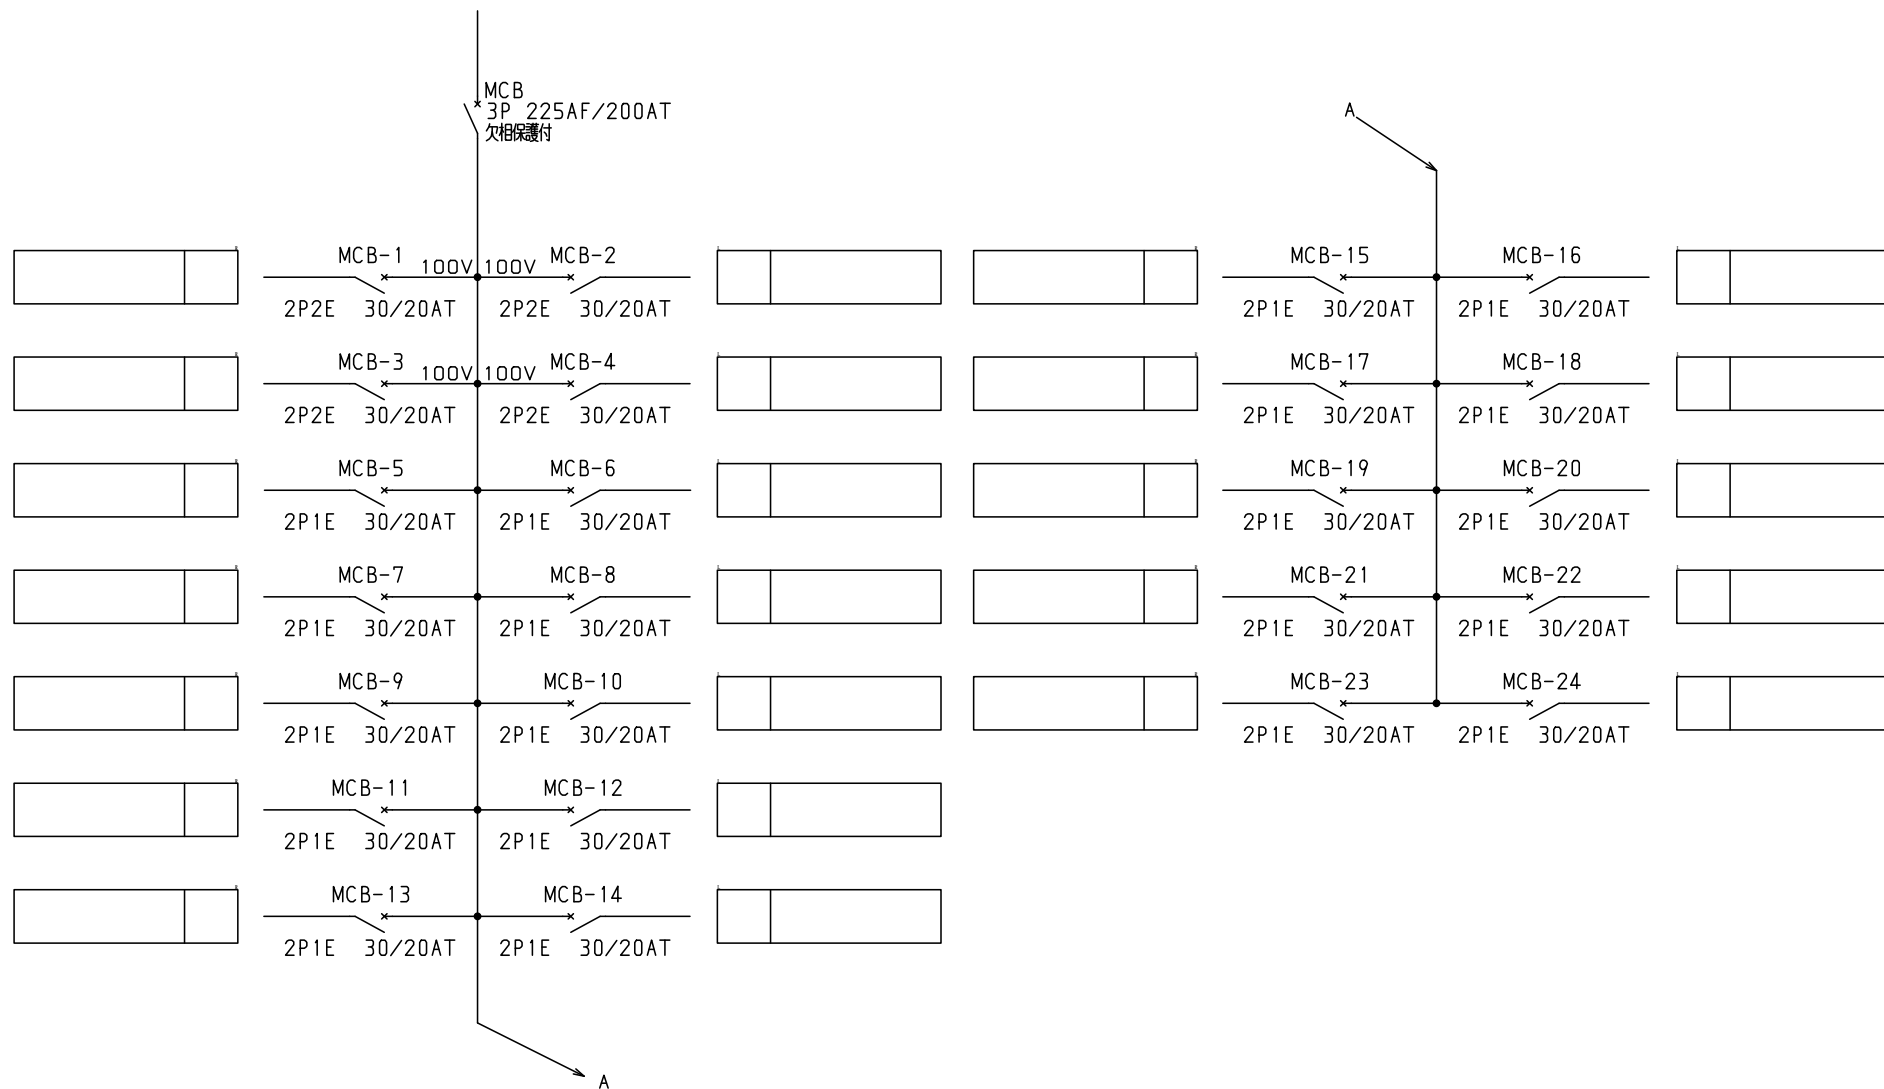 MCB
3P 225AF/200AT
欠相保護付
A
MCB-1 100V 100V MCB-2 MCB-15 MCB-16
2P2E 30/20AT 2P2E 30/20AT 2P1E 30/20AT 2P1E 30/20AT
MCB-3 100V 100V MCB-4 MCB-17 MCB-18
2P2E 30/20AT 2P2E 30/20AT 2P1E 30/20AT 2P1E 30/20AT
MCB-5 MCB-6 MCB-19 MCB-20
2P1E 30/20AT 2P1E 30/20AT 2P1E 30/20AT 2P1E 30/20AT
MCB-7 MCB-8 MCB-21 MCB-22
2P1E 30/20AT 2P1E 30/20AT 2P1E 30/20AT 2P1E 30/20AT
MCB-9 MCB-10 MCB-23 MCB-24
2P1E 30/20AT 2P1E 30/20AT 2P1E 30/20AT 2P1E 30/20AT
MCB-11 MCB-12
2P1E 30/20AT 2P1E 30/20AT
MCB-13 MCB-14
2P1E 30/20AT 2P1E 30/20AT
A